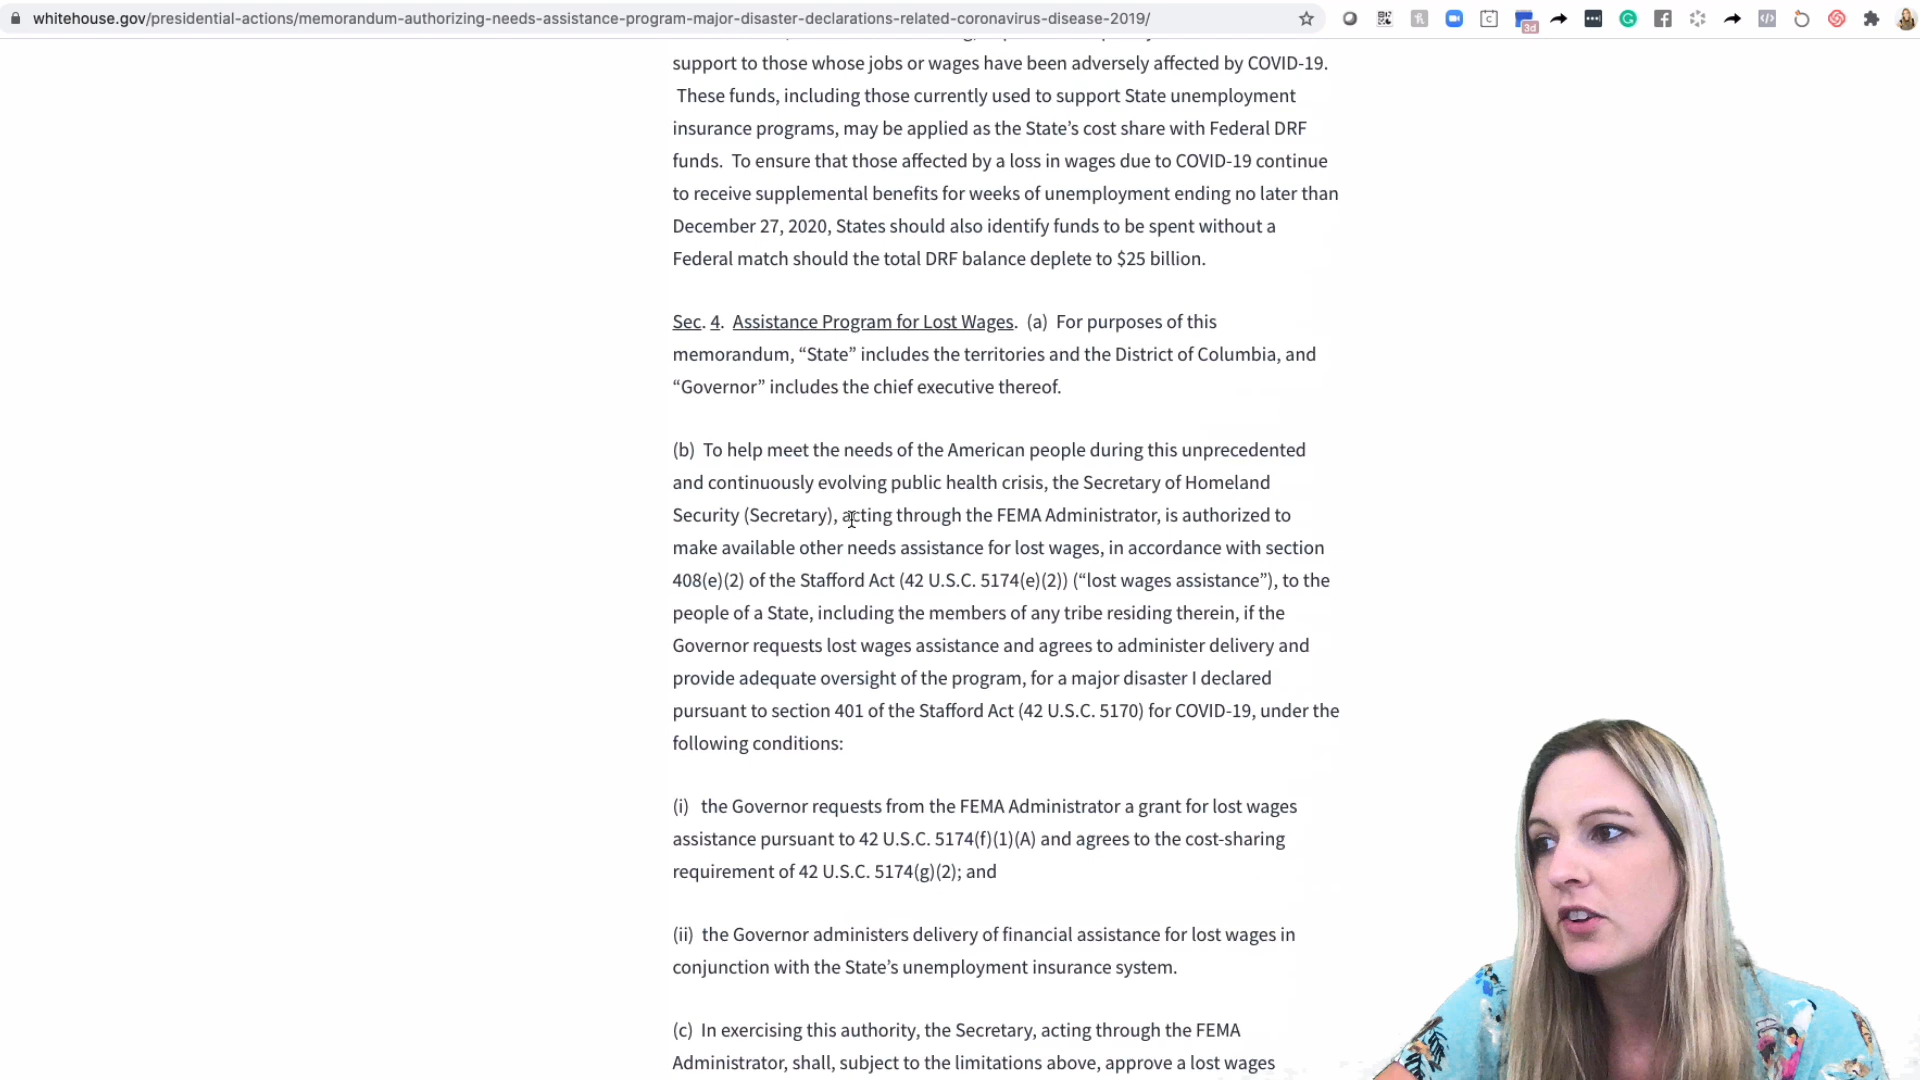 whitehouse.gov/presidential-actions/memorandum-authorizing-needs-assistance-program-major-disaster-declarations-related-coronavirus-disease-2019/
3d
support to those whose jobs or wages have been adversely affected by COVID-19.
These funds, including those currently used to support State unemployment
insurance programs, may be applied as the State’s cost share with Federal DRF
funds.  To ensure that those affected by a loss in wages due to COVID-19 continue
to receive supplemental benefits for weeks of unemployment ending no later than
December 27, 2020, States should also identify funds to be spent without a
Federal match should the total DRF balance deplete to $25 billion.
Sec. 4.  Assistance Program for Lost Wages.  (a)  For purposes of this
memorandum, “State” includes the territories and the District of Columbia, and
“Governor” includes the chief executive thereof.
(b)  To help meet the needs of the American people during this unprecedented
and continuously evolving public health crisis, the Secretary of Homeland
Security (Secretary), acting through the FEMA Administrator, is authorized to
make available other needs assistance for lost wages, in accordance with section
408(e)(2) of the Stafford Act (42 U.S.C. 5174(e)(2)) (“lost wages assistance”), to the
people of a State, including the members of any tribe residing therein, if the
Governor requests lost wages assistance and agrees to administer delivery and
provide adequate oversight of the program, for a major disaster I declared
pursuant to section 401 of the Stafford Act (42 U.S.C. 5170) for COVID-19, under the
following conditions:
(i)   the Governor requests from the FEMA Administrator a grant for lost wages
assistance pursuant to 42 U.S.C. 5174(f)(1)(A) and agrees to the cost-sharing
requirement of 42 U.S.C. 5174(g)(2); and
(ii)  the Governor administers delivery of financial assistance for lost wages in
conjunction with the State’s unemployment insurance system.
(c)  In exercising this authority, the Secretary, acting through the FEMA
Administrator, shall, subject to the limitations above, approve a lost wages